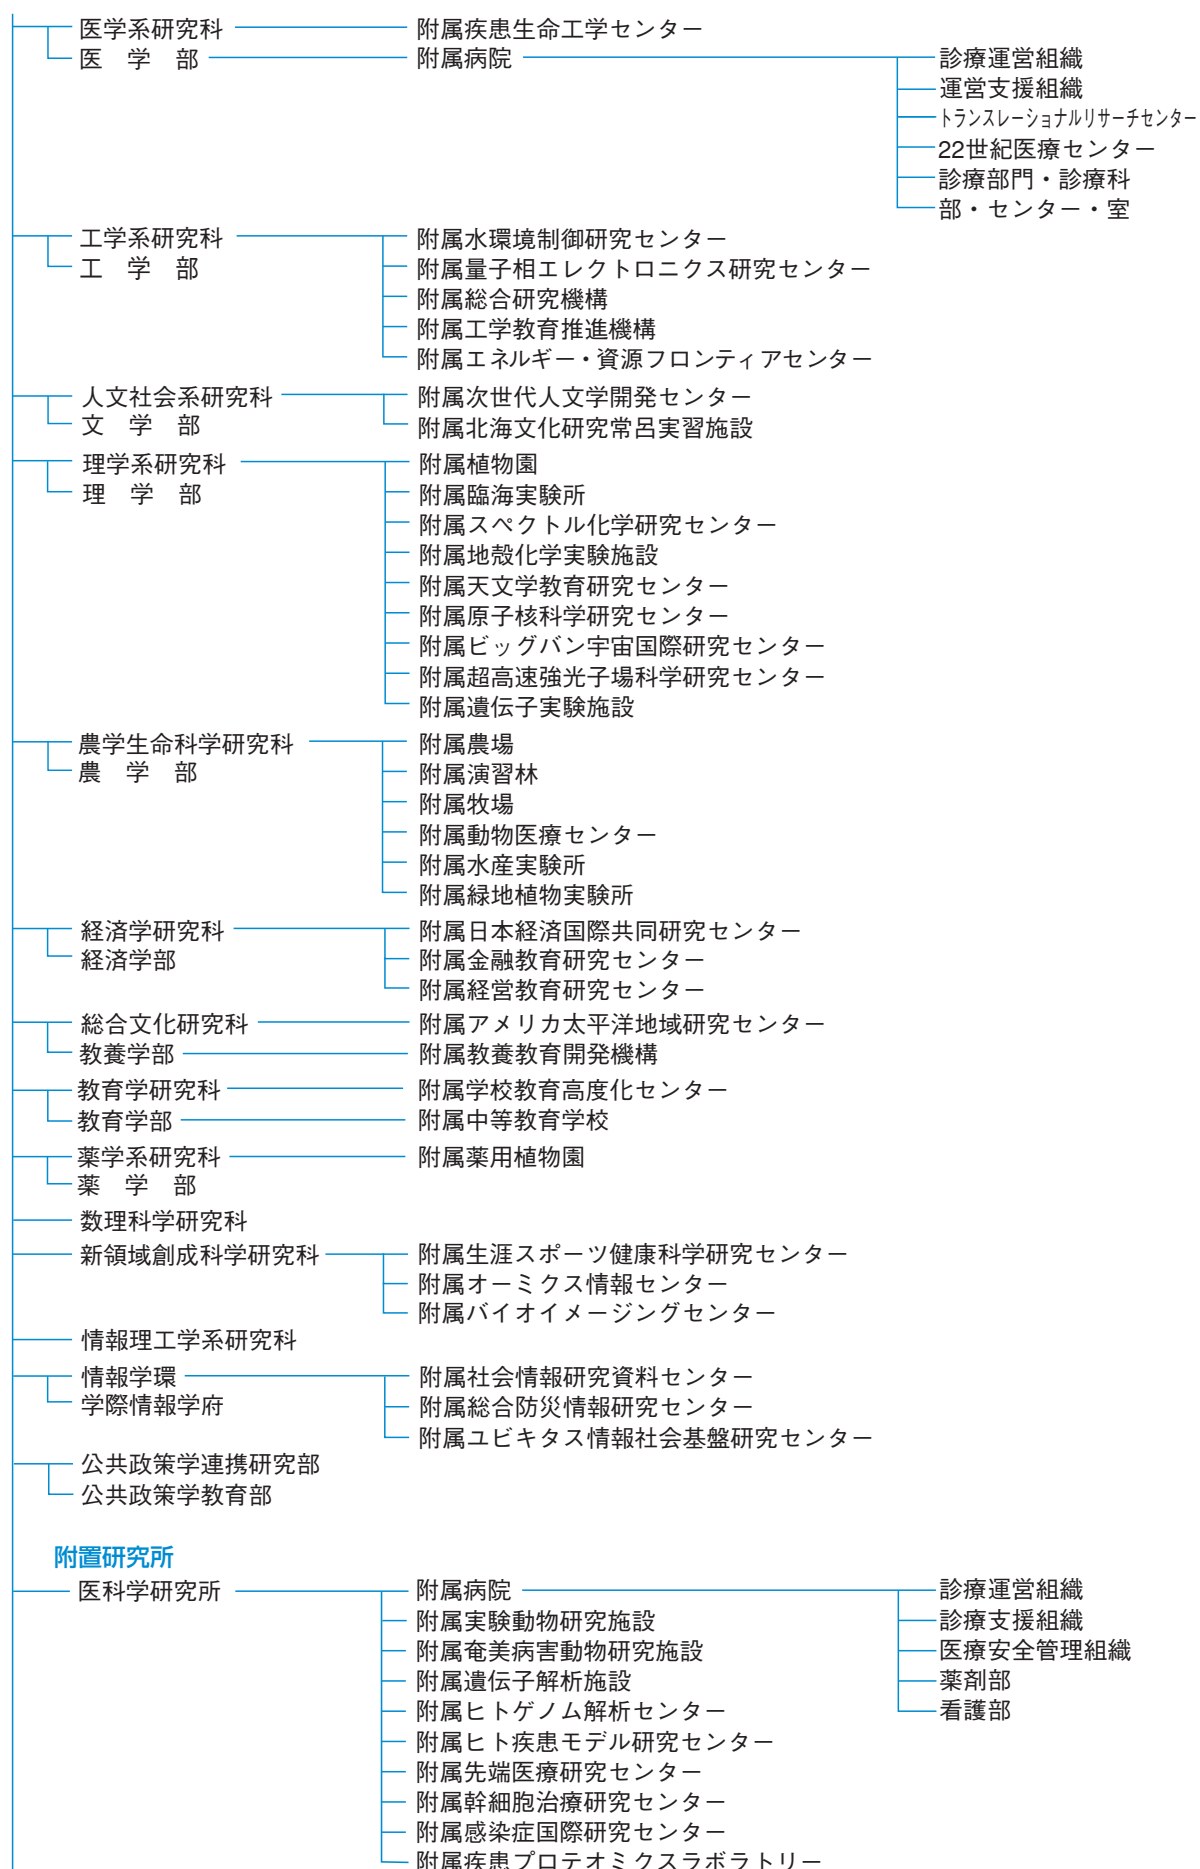 医学系研究科 附属疾患生命工学センター
医学部 附属病院 診療運営組織
運営支援組織
トランスレーショナルリサーチセンター
22世紀医療センター
診療部門・診療科
部・センター・室
工学系研究科 附属水環境制御研究センター
工学部 附属量子相エレクトロニクス研究センター
附属総合研究機構
附属工学教育推進機構
附属エネルギー・資源フロンティアセンター
人文社会系研究科 附属次世代人文学開発センター
文学部 附属北海文化研究常呂実習施設
理学系研究科 附属植物園
理学部 附属臨海実験所
附属スペクトル化学研究センター
附属地殻化学実験施設
附属天文学教育研究センター
附属原子核科学研究センター
附属ビッグバン宇宙国際研究センター
附属超高速強光子場科学研究センター
附属遺伝子実験施設
農学生命科学研究科 附属農場
農学部 附属演習林
附属牧場
附属動物医療センター
附属水産実験所
附属緑地植物実験所
経済学研究科 附属日本経済国際共同研究センター
経済学部 附属金融教育研究センター
附属経営教育研究センター
総合文化研究科 附属アメリカ太平洋地域研究センター
教養学部 附属教養教育開発機構
教育学研究科 附属学校教育高度化センター
教育学部 附属中等教育学校
薬学系研究科 附属薬用植物園
薬学部
数理科学研究科
新領域創成科学研究科 附属生涯スポーツ健康科学研究センター
附属オーミクス情報センター
附属バイオイメージングセンター
情報理工学系研究科
情報学環 附属社会情報研究資料センター
学際情報学府 附属総合防災情報研究センター
附属ユビキタス情報社会基盤研究センター
公共政策学連携研究部
公共政策学教育部
附置研究所
医科学研究所 附属病院 診療運営組織
附属実験動物研究施設 診療支援組織
附属奄美病害動物研究施設 医療安全管理組織
附属遺伝子解析施設 薬剤部
附属ヒトゲノム解析センター 看護部
附属ヒト疾患モデル研究センター
附属先端医療研究センター
附属幹細胞治療研究センター
附属感染症国際研究センター
附属疾患プロテオミクスラボラトリー